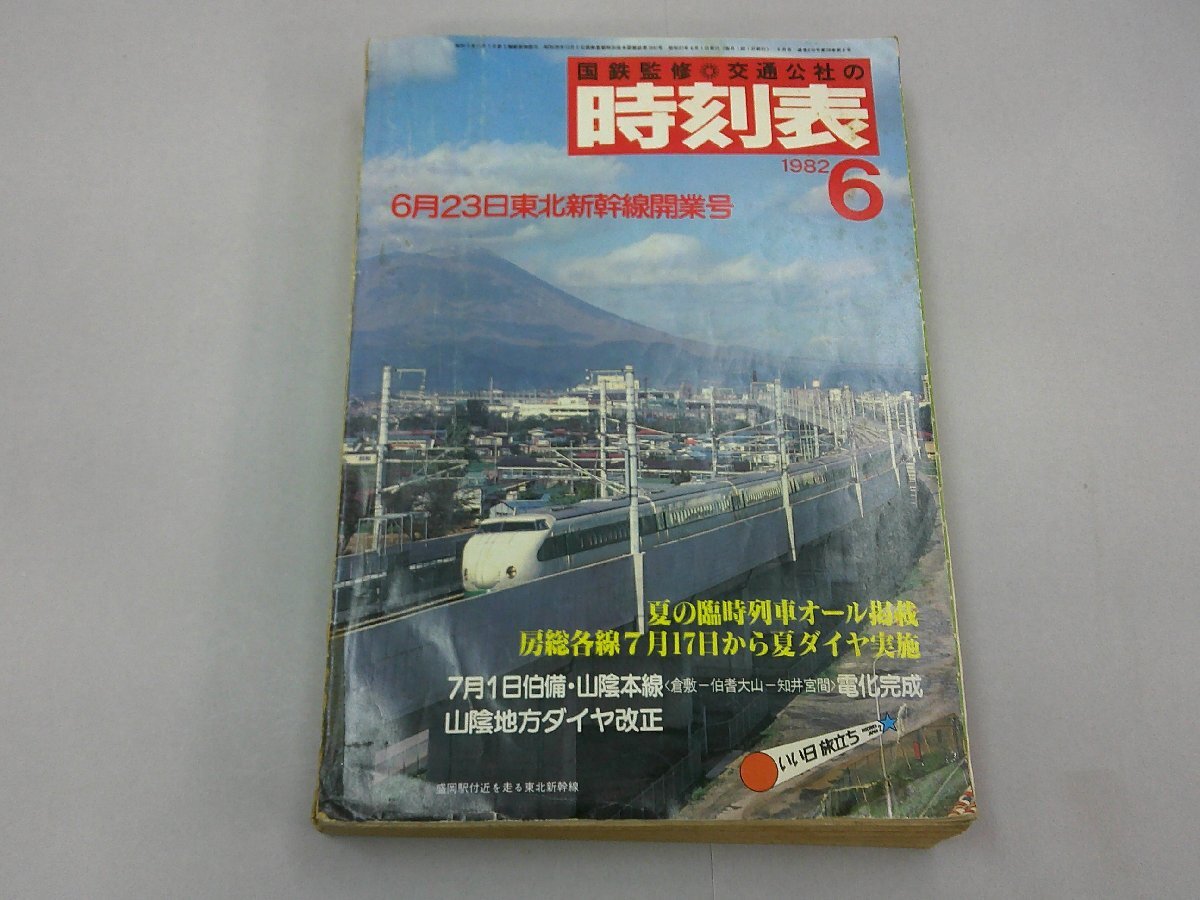 国鉄監修 交通公社の
時刻表
1982 6
6月23日東北新幹線開業号
夏の臨時列車オール掲載
房総各線7月17日から夏ダイヤ実施
7月1日伯備・山陰本線〈倉敷ー伯耆大山ー知井宮間〉電化完成
山陰地方ダイヤ改正
いい日旅立ち
盛岡駅付近を走る東北新幹線